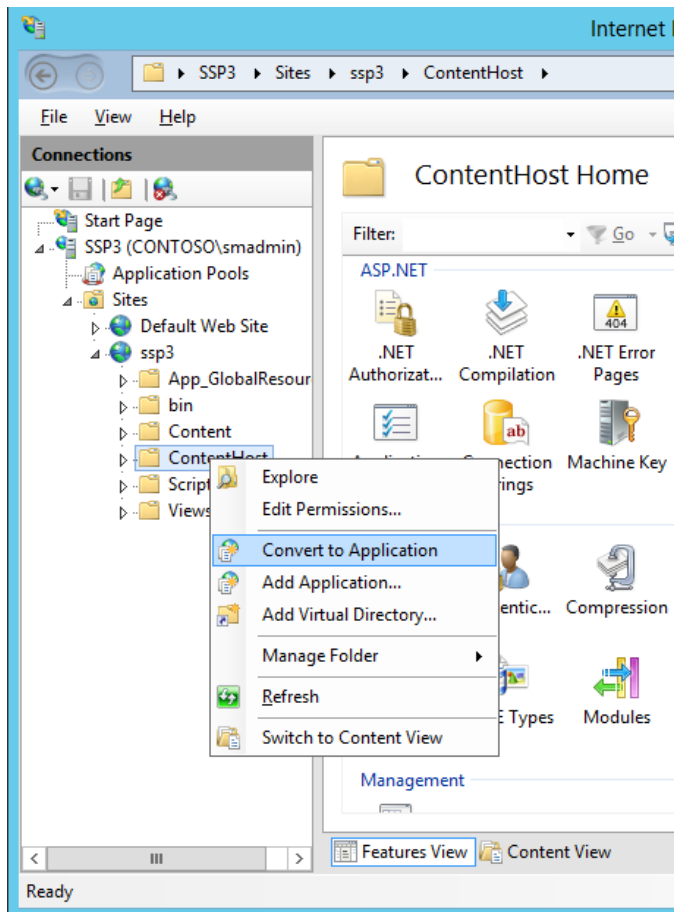 Internet
SSP3 Sites ssp3 ContentHost
File View Help
Connections
ContentHost Home
Start Page
Filter: Go
SSP3 (CONTOSO\smadmin)
ASP.NET
Application Pools
Sites
404
Default Web Site
.NET .NET .NET Error
ssp3
Authorizat... Compilation Pages
App_GlobalResour
bin
ab
Content
ContentHost
Machine Key
Script
Explore
Views
Edit Permissions...
Convert to Application
Add Application...
entic... Compression
Add Virtual Directory...
Manage Folder
Refresh
Types Modules
Switch to Content View
Management
Features View Content View
Ready